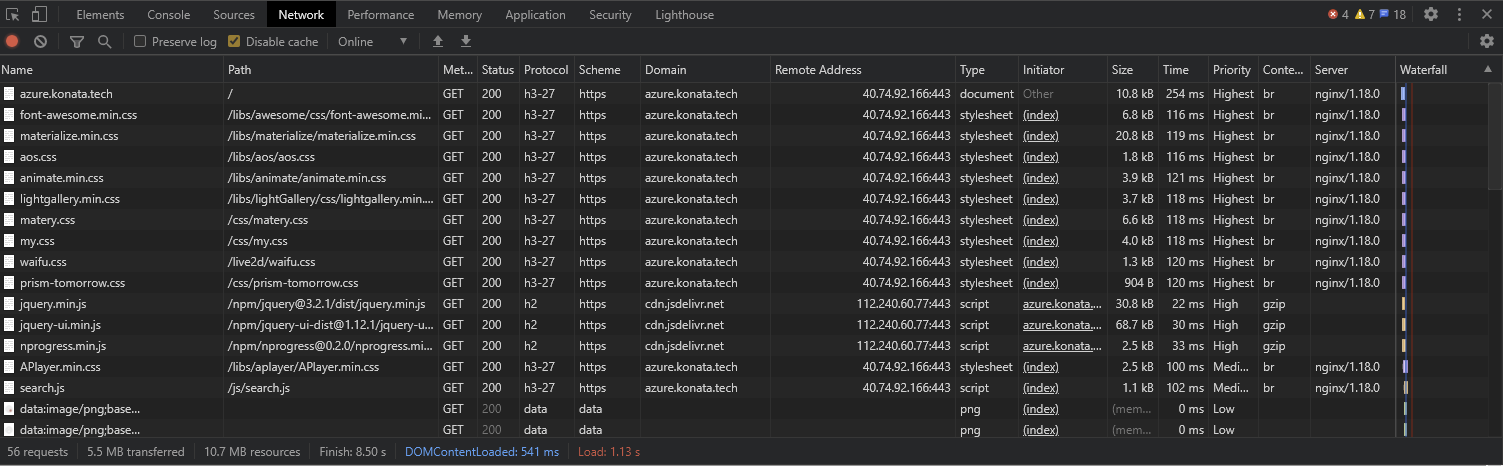 Elements Console Sources Network Performance Memory Application Security Lighthouse 4 7 18
Preserve log Disable cache Online
Name Path Met... Status Protocol Scheme Domain Remote Address Type Initiator Size Time Priority Conte... Server Waterfall
azure.konata.tech / GET 200 h3-27 https azure.konata.tech 40.74.92.166:443 document Other 10.8 kB 254 ms Highest br nginx/1.18.0
font-awesome.min.css /libs/awesome/css/font-awesome.mi... GET 200 h3-27 https azure.konata.tech 40.74.92.166:443 stylesheet (index) 6.8 kB 116 ms Highest br nginx/1.18.0
materialize.min.css /libs/materialize/materialize.min.css GET 200 h3-27 https azure.konata.tech 40.74.92.166:443 stylesheet (index) 20.8 kB 119 ms Highest br nginx/1.18.0
aos.css /libs/aos/aos.css GET 200 h3-27 https azure.konata.tech 40.74.92.166:443 stylesheet (index) 1.8 kB 116 ms Highest br nginx/1.18.0
animate.min.css /libs/animate/animate.min.css GET 200 h3-27 https azure.konata.tech 40.74.92.166:443 stylesheet (index) 3.9 kB 121 ms Highest br nginx/1.18.0
lightgallery.min.css /libs/lightGallery/css/lightgallery.min.... GET 200 h3-27 https azure.konata.tech 40.74.92.166:443 stylesheet (index) 3.7 kB 118 ms Highest br nginx/1.18.0
matery.css /css/matery.css GET 200 h3-27 https azure.konata.tech 40.74.92.166:443 stylesheet (index) 6.6 kB 118 ms Highest br nginx/1.18.0
my.css /css/my.css GET 200 h3-27 https azure.konata.tech 40.74.92.166:443 stylesheet (index) 4.0 kB 118 ms Highest br nginx/1.18.0
waifu.css /live2d/waifu.css GET 200 h3-27 https azure.konata.tech 40.74.92.166:443 stylesheet (index) 1.3 kB 120 ms Highest br nginx/1.18.0
prism-tomorrow.css /css/prism-tomorrow.css GET 200 h3-27 https azure.konata.tech 40.74.92.166:443 stylesheet (index) 904 B 120 ms Highest br nginx/1.18.0
jquery.min.js /npm/jquery@3.2.1/dist/jquery.min.js GET 200 h2 https cdn.jsdelivr.net 112.240.60.77:443 script azure.konata.... 30.8 kB 22 ms High gzip
jquery-ui.min.js /npm/jquery-ui-dist@1.12.1/jquery-u... GET 200 h2 https cdn.jsdelivr.net 112.240.60.77:443 script azure.konata.... 68.7 kB 30 ms High gzip
nprogress.min.js /npm/nprogress@0.2.0/nprogress.mi... GET 200 h2 https cdn.jsdelivr.net 112.240.60.77:443 script azure.konata.... 2.5 kB 33 ms High gzip
APlayer.min.css /libs/aplayer/APlayer.min.css GET 200 h3-27 https azure.konata.tech 40.74.92.166:443 stylesheet (index) 2.5 kB 100 ms Medi... br nginx/1.18.0
search.js /js/search.js GET 200 h3-27 https azure.konata.tech 40.74.92.166:443 script (index) 1.1 kB 102 ms Medi... br nginx/1.18.0
data:image/png;base... GET 200 data data png (index) (mem... 0 ms Low
data:image/png;base... GET 200 data data png (index) (mem... 0 ms Low
56 requests 5.5 MB transferred 10.7 MB resources Finish: 8.50 s DOMContentLoaded: 541 ms Load: 1.13 s